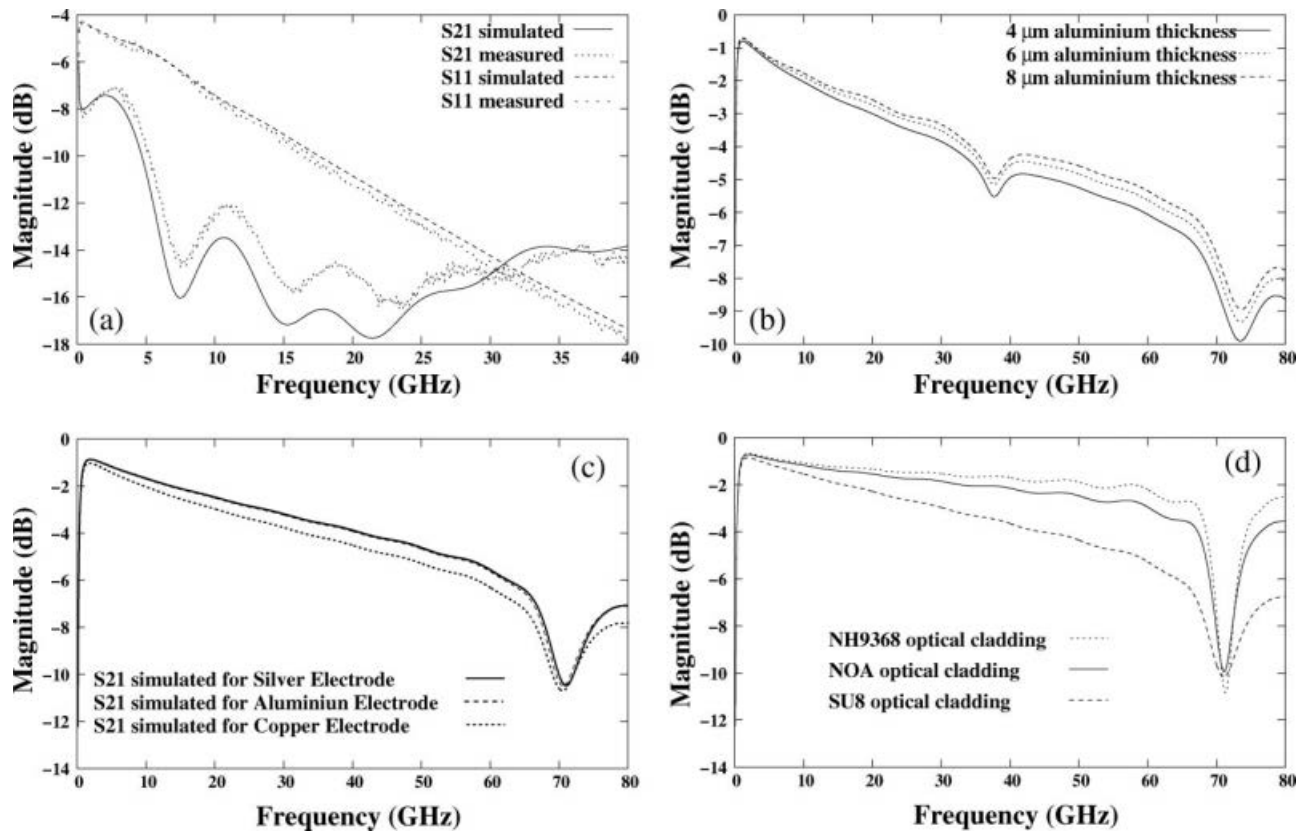 -4
-6
-8
-10
-12
-14
-16
-18
Magnitude (dB)
S21 simulated
S21 measured
S11 simulated
S11 measured
(a)
0 5 10 15 20 25 30 35 40
Frequency (GHz)
0
-1
-2
-3
-4
-5
-6
-7
-8
-9
-10
Magnitude (dB)
4 μm aluminium thickness
6 μm aluminium thickness
8 μm aluminium thickness
(b)
0 10 20 30 40 50 60 70 80
Frequency (GHz)
0
-2
-4
-6
-8
-10
-12
-14
Magnitude (dB)
(c)
S21 simulated for Silver Electrode
S21 simulated for Aluminiun Electrode
S21 simulated for Copper Electrode
0 10 20 30 40 50 60 70 80
Frequency (GHz)
0
-2
-4
-6
-8
-10
-12
-14
Magnitude (dB)
(d)
NH9368 optical cladding
NOA optical cladding
SU8 optical cladding
0 10 20 30 40 50 60 70 80
Frequency (GHz)